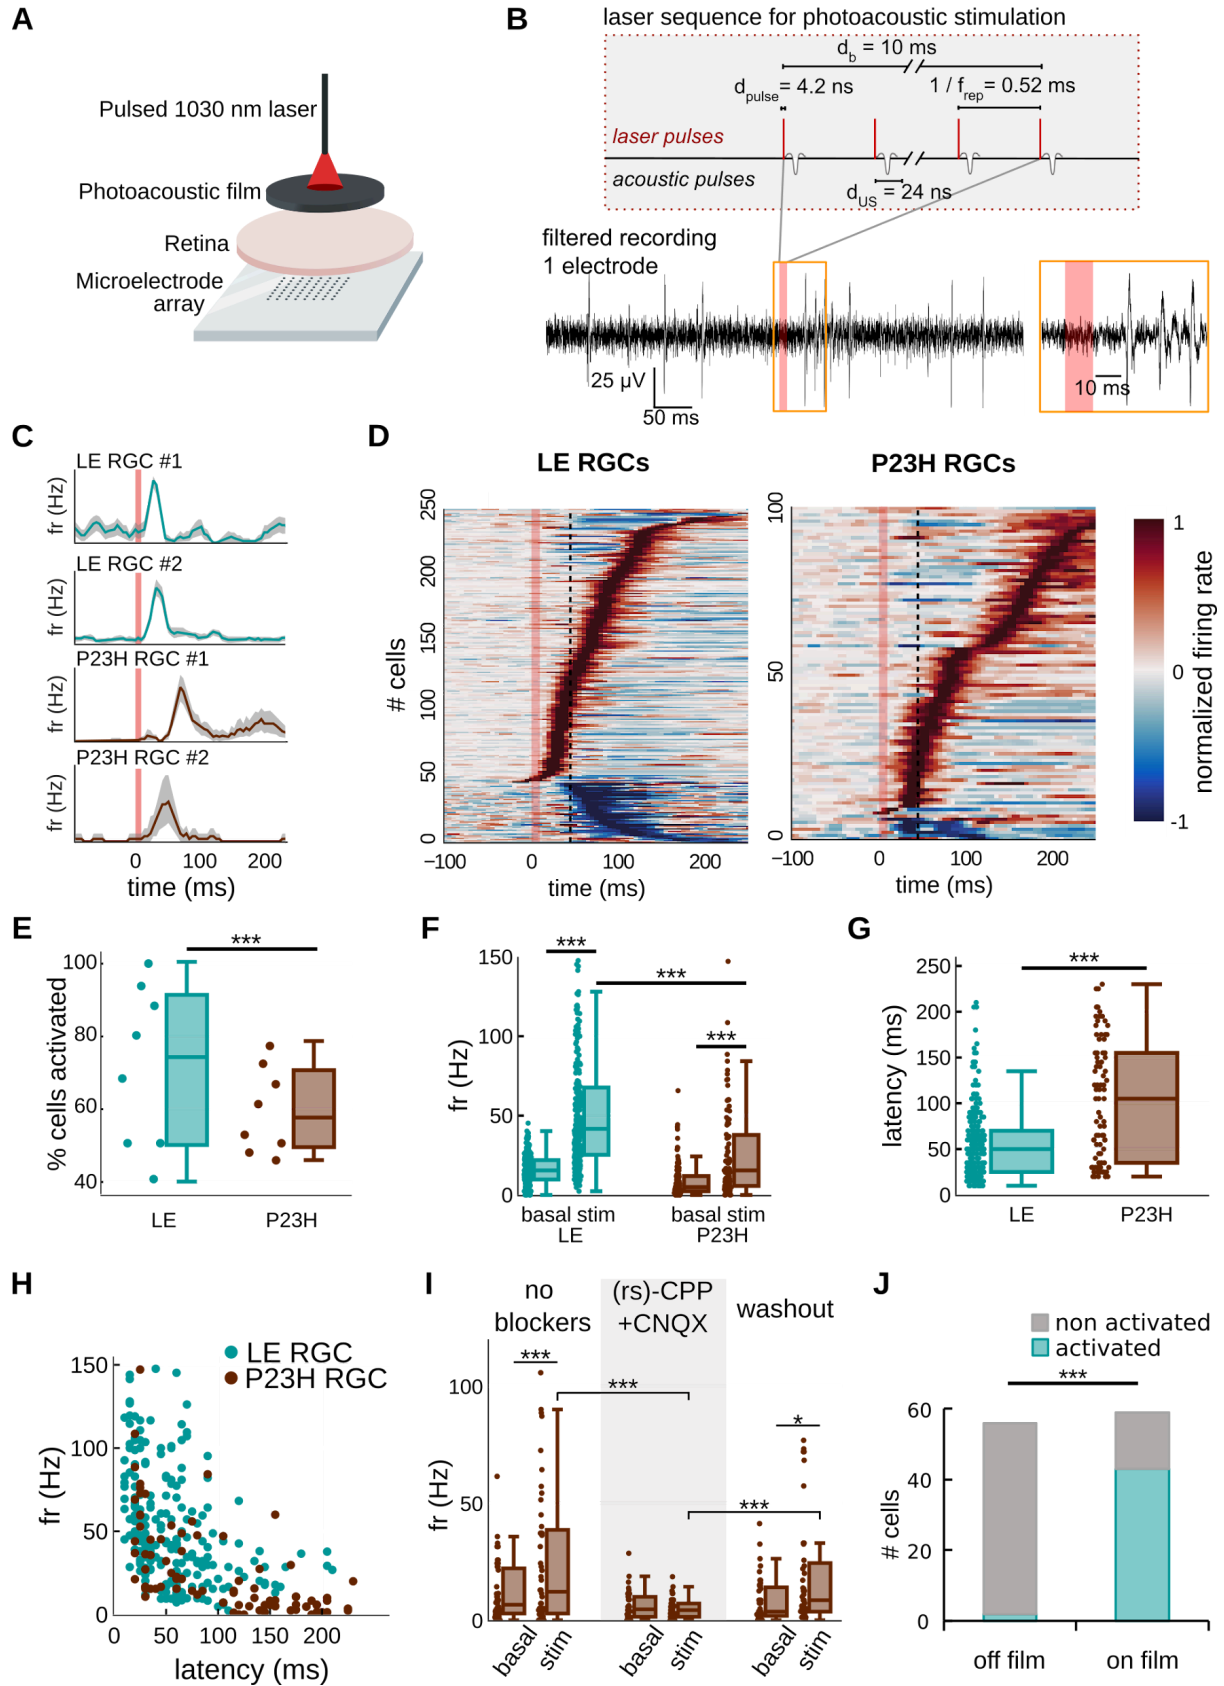 A
Pulsed 1030 nm laser
Photoacoustic film
Retina
Microelectrode
array
B
laser sequence for photoacoustic stimulation
d_b = 10 ms
d_pulse = 4.2 ns
1 / f_rep = 0.52 ms
laser pulses
acoustic pulses
d_US = 24 ns
filtered recording
1 electrode
25 µV
50 ms
10 ms
C
LE RGC #1
fr (Hz)
LE RGC #2
fr (Hz)
P23H RGC #1
fr (Hz)
P23H RGC #2
fr (Hz)
0 100 200
time (ms)
D
LE RGCs
P23H RGCs
# cells
250
200
150
100
50
0
−100 0 100 200
time (ms)
100
50
0
−100 0 100 200
time (ms)
1
0
-1
normalized firing rate
E
***
% cells activated
100
80
60
40
LE P23H
F
***
***
***
fr (Hz)
150
100
50
0
basal stim basal stim
LE P23H
G
***
latency (ms)
250
200
150
100
50
0
LE P23H
H
LE RGC
P23H RGC
fr (Hz)
150
100
50
0
0 50 100 150 200
latency (ms)
I
no
blockers
(rs)-CPP
+CNQX
washout
***
***
*
***
fr (Hz)
100
50
0
basal stim basal stim basal stim
J
non activated
activated
***
# cells
60
40
20
0
off film on film